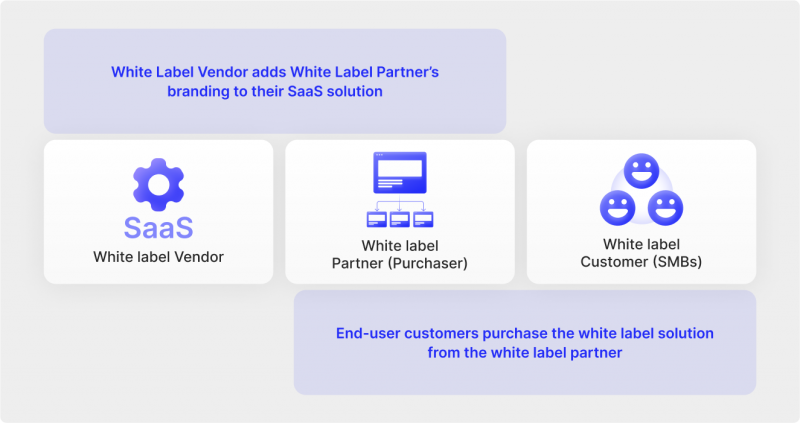 White Label Vendor adds White Label Partner's
branding to their SaaS solution
SaaS
White label Vendor
White label
Partner (Purchaser)
White label
Customer (SMBs)
End-user customers purchase the white label solution
from the white label partner